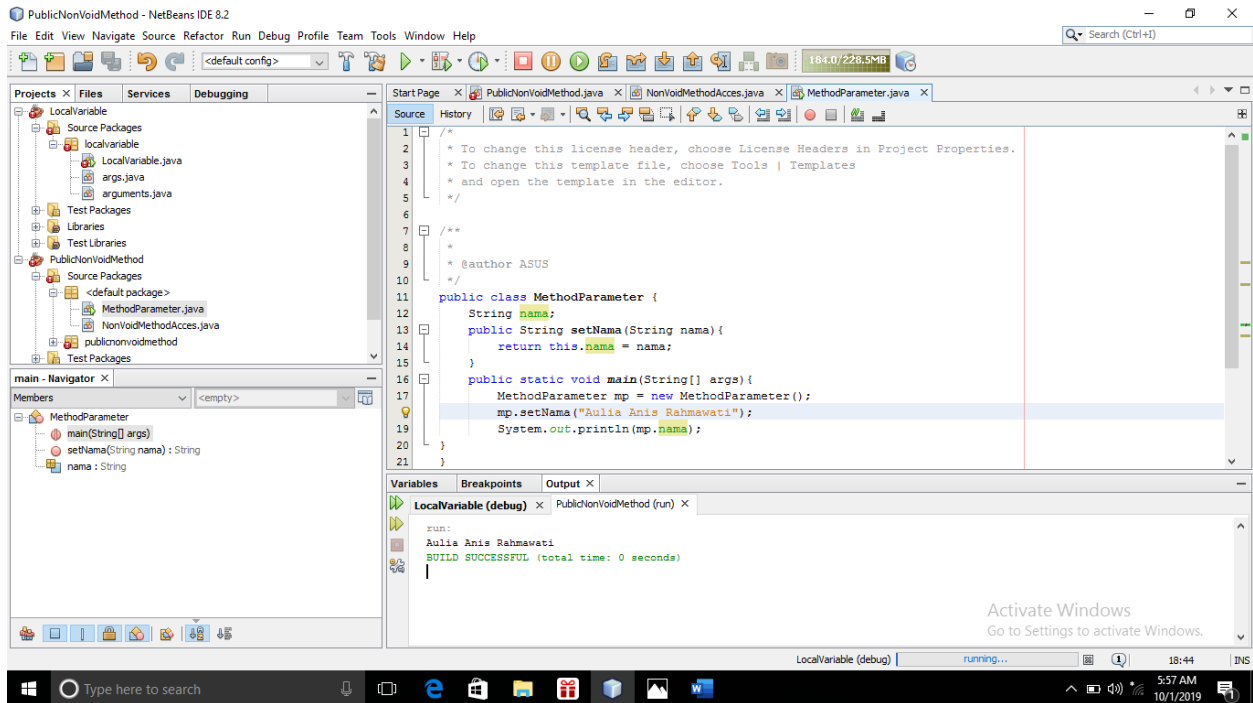 PublicNonVoidMethod - NetBeans IDE 8.2
File Edit View Navigate Source Refactor Run Debug Profile Team Tools Window Help
Search (Ctrl+I)
<default config>
184.0/228.5MB
Projects Files Services Debugging
LocalVariable
Source Packages
localvariable
LocalVariable.java
args.java
arguments.java
Test Packages
Libraries
Test Libraries
PublicNonVoidMethod
Source Packages
<default package>
MethodParameter.java
NonVoidMethodAcces.java
publicnonvoidmethod
Test Packages
main - Navigator
Members <empty>
MethodParameter
main(String[] args)
setNama(String nama) : String
nama : String
Start Page PublicNonVoidMethod.java NonVoidMethodAcces.java MethodParameter.java
Source History
1 /*
2 * To change this license header, choose License Headers in Project Properties.
3 * To change this template file, choose Tools | Templates
4 * and open the template in the editor.
5 */
6
7 /**
8 *
9 * @author ASUS
10 */
11 public class MethodParameter {
12 String nama;
13 public String setNama(String nama){
14 return this.nama = nama;
15 }
16 public static void main(String[] args){
17 MethodParameter mp = new MethodParameter();
mp.setNama("Aulia Anis Rahmawati");
19 System.out.println(mp.nama);
20 }
21 }
Variables Breakpoints Output
LocalVariable (debug) PublicNonVoidMethod (run)
run:
Aulia Anis Rahmawati
BUILD SUCCESSFUL (total time: 0 seconds)
Activate Windows
Go to Settings to activate Windows.
LocalVariable (debug) running... 1 18:44 INS
Type here to search
5:57 AM
10/1/2019